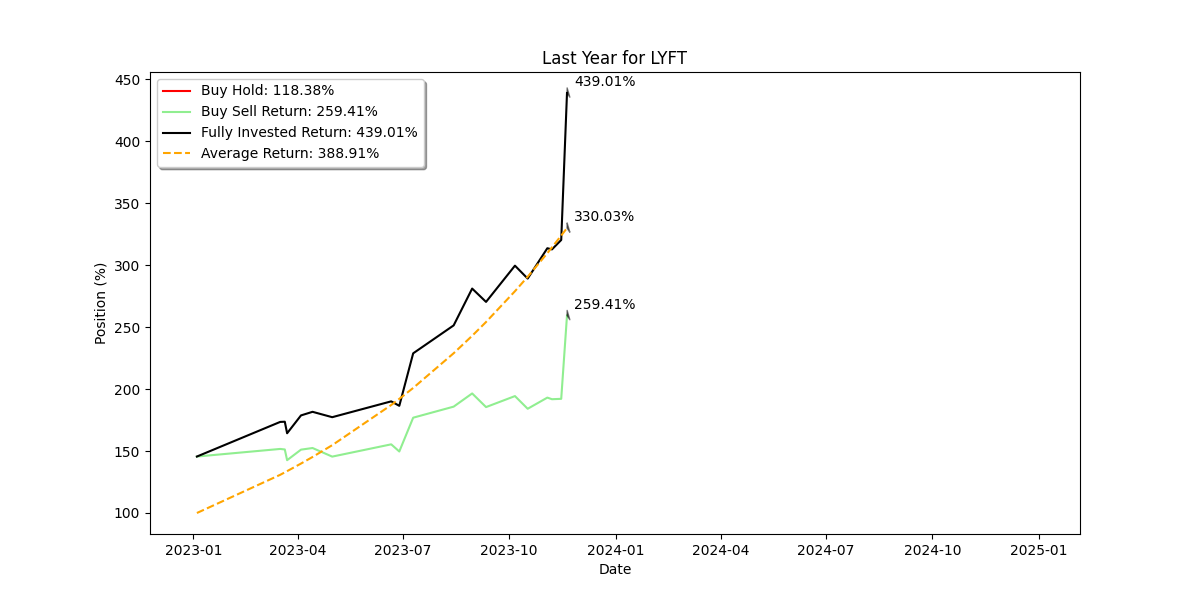 Last Year for LYFT
Buy Hold: 118.38%
Buy Sell Return: 259.41%
Fully Invested Return: 439.01%
Average Return: 388.91%
439.01%
330.03%
259.41%
450
400
350
300
250
200
150
100
Position (%)
2023-01 2023-04 2023-07 2023-10 2024-01 2024-04 2024-07 2024-10 2025-01
Date